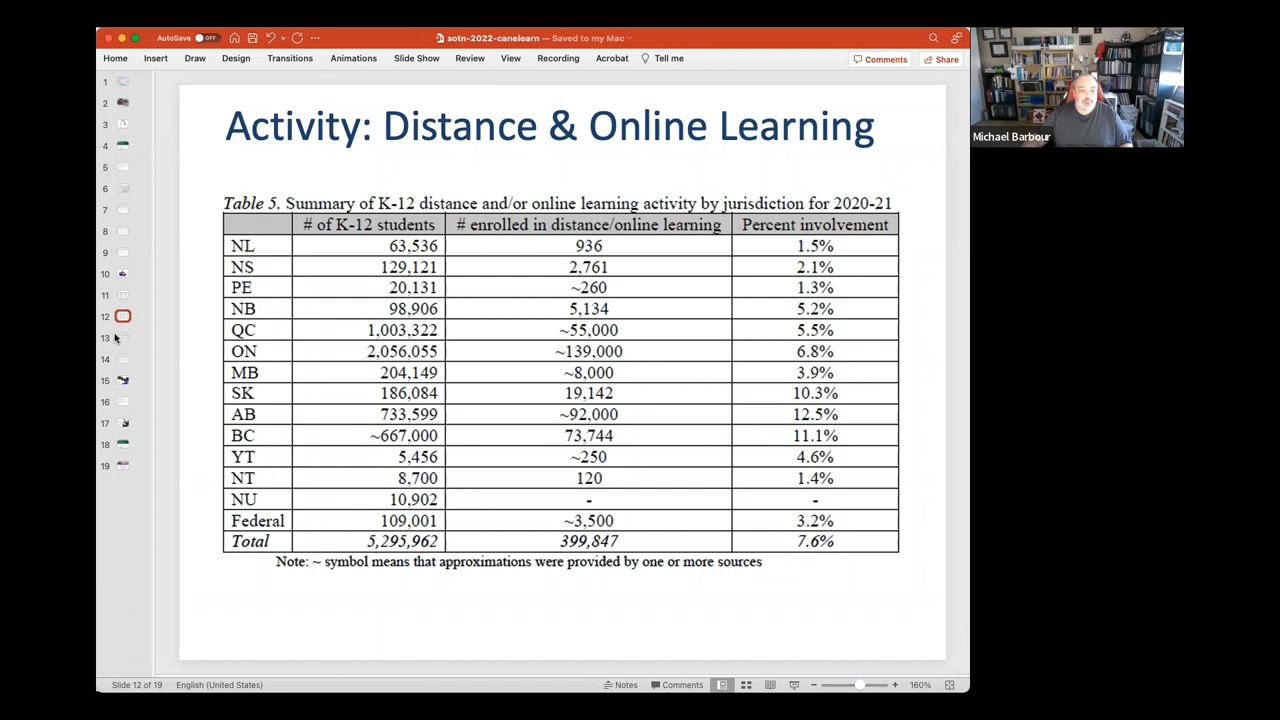 AutoSave OFF
sotn-2022-canelearn — Saved to my Mac
Home Insert Draw Design Transitions Animations Slide Show Review View Recording Acrobat Tell me
Comments Share
1
2
3
4
5
6
7
8
9
10
11
12
13
14
15
16
17
18
19
Activity: Distance & Online Learning
Table 5. Summary of K-12 distance and/or online learning activity by jurisdiction for 2020-21
# of K-12 students # enrolled in distance/online learning Percent involvement
NL 63,536 936 1.5%
NS 129,121 2,761 2.1%
PE 20,131 ~260 1.3%
NB 98,906 5,134 5.2%
QC 1,003,322 ~55,000 5.5%
ON 2,056,055 ~139,000 6.8%
MB 204,149 ~8,000 3.9%
SK 186,084 19,142 10.3%
AB 733,599 ~92,000 12.5%
BC ~667,000 73,744 11.1%
YT 5,456 ~250 4.6%
NT 8,700 120 1.4%
NU 10,902 - -
Federal 109,001 ~3,500 3.2%
Total 5,295,962 399,847 7.6%
Note: ~ symbol means that approximations were provided by one or more sources
Michael Barbour
Slide 12 of 19 English (United States) Notes Comments 160%